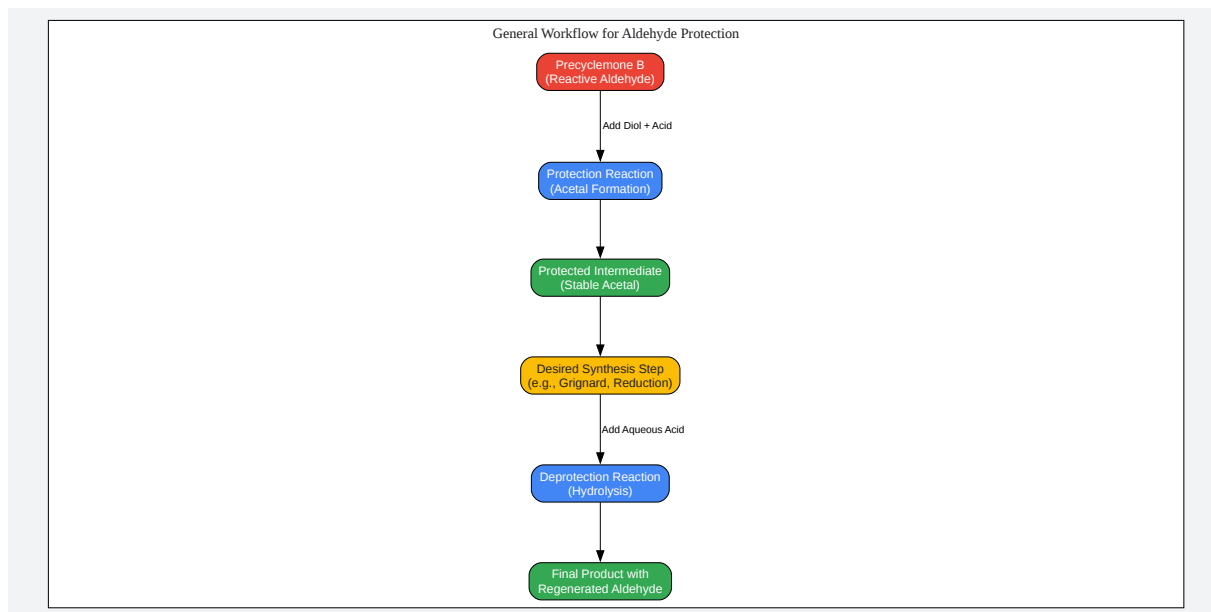 General Workflow for Aldehyde Protection
Precyclemone B
(Reactive Aldehyde)
Add Diol + Acid
Protection Reaction
(Acetal Formation)
Protected Intermediate
(Stable Acetal)
Desired Synthesis Step
(e.g., Grignard, Reduction)
Add Aqueous Acid
Deprotection Reaction
(Hydrolysis)
Final Product with
Regenerated Aldehyde